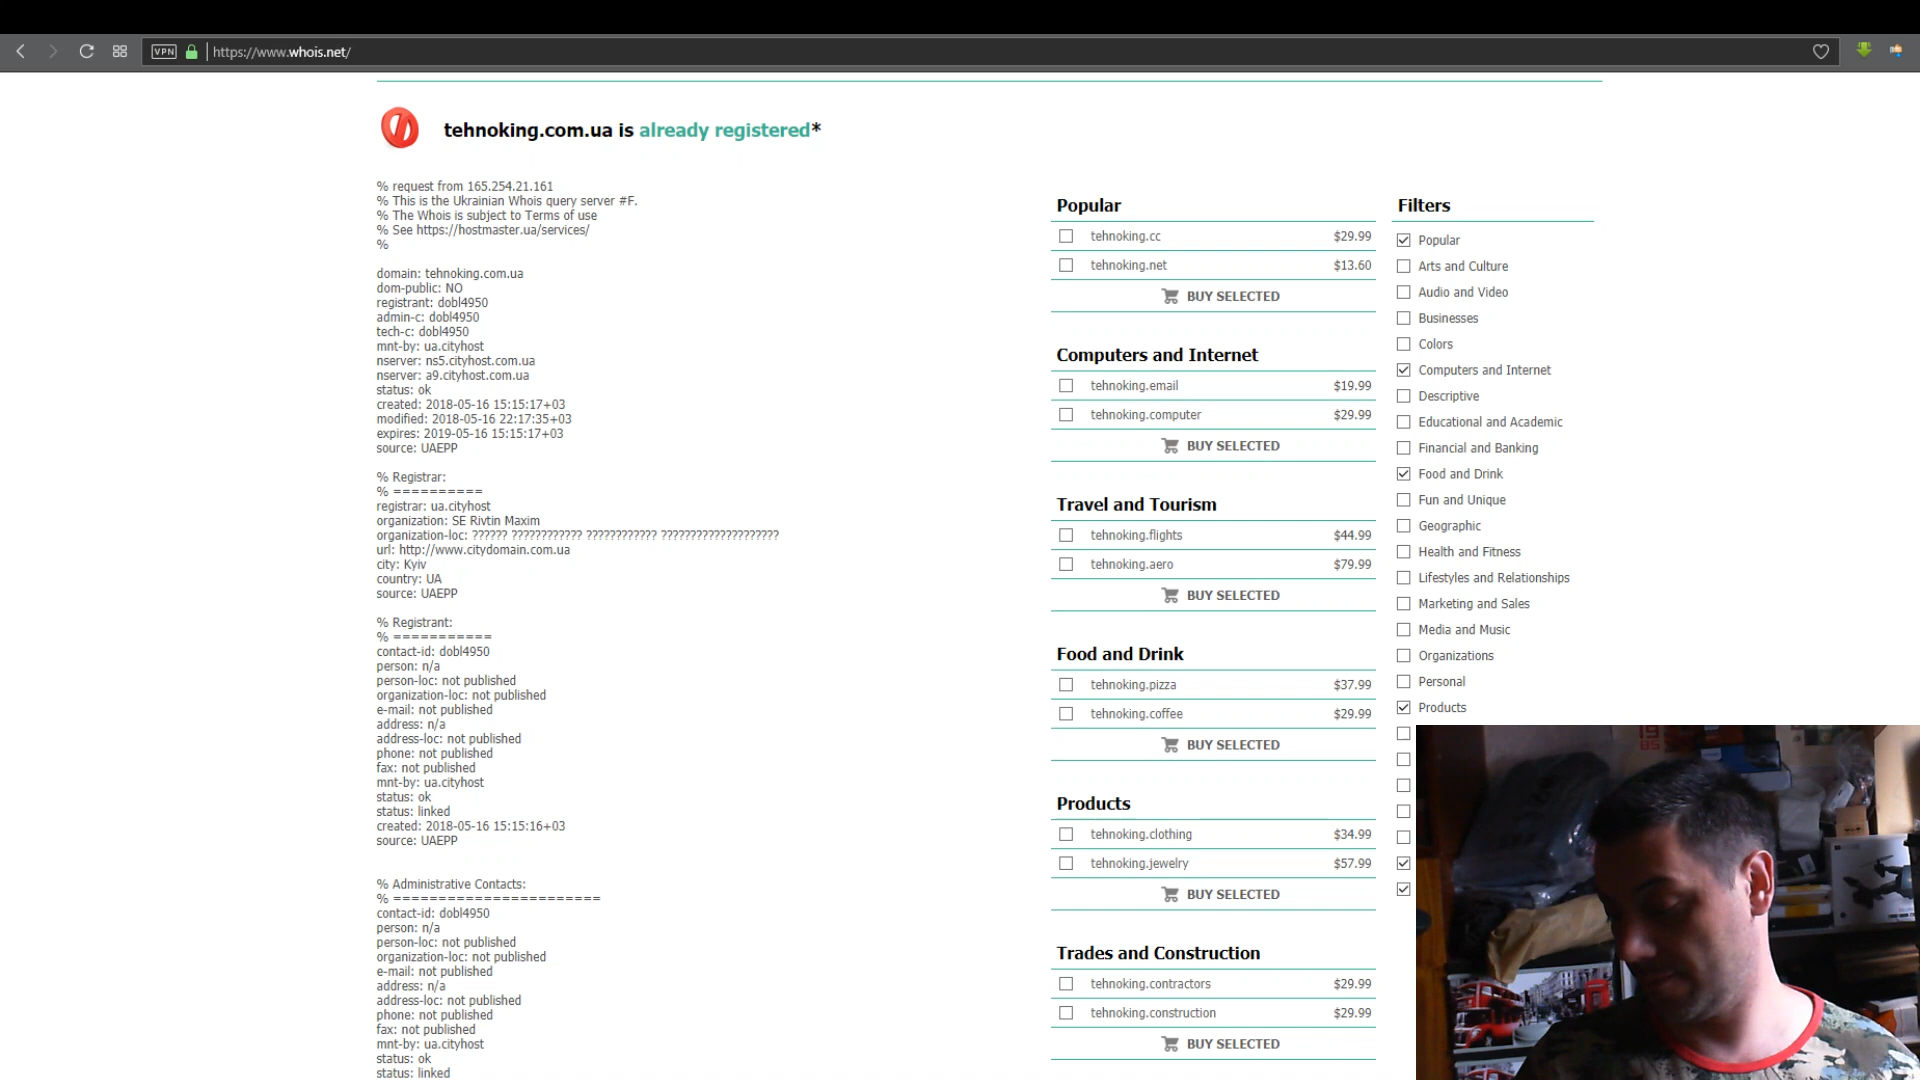 VPN
https://www.whois.net/
tehnoking.com.ua is already registered*
% request from 165.254.21.161
% This is the Ukrainian Whois query server #F.
% The Whois is subject to Terms of use
% See https://hostmaster.ua/services/
%
domain: tehnoking.com.ua
dom-public: NO
registrant: dobl4950
admin-c: dobl4950
tech-c: dobl4950
mnt-by: ua.cityhost
nserver: ns5.cityhost.com.ua
nserver: a9.cityhost.com.ua
status: ok
created: 2018-05-16 15:15:17+03
modified: 2018-05-16 22:17:35+03
expires: 2019-05-16 15:15:17+03
source: UAEPP
% Registrar:
% ==========
registrar: ua.cityhost
organization: SE Rivtin Maxim
organization-loc: ?????? ???????????? ???????????? ????????????????????
url: http://www.citydomain.com.ua
city: Kyiv
country: UA
source: UAEPP
% Registrant:
% ===========
contact-id: dobl4950
person: n/a
person-loc: not published
organization-loc: not published
e-mail: not published
address: n/a
address-loc: not published
phone: not published
fax: not published
mnt-by: ua.cityhost
status: ok
status: linked
created: 2018-05-16 15:15:16+03
source: UAEPP
% Administrative Contacts:
% =======================
contact-id: dobl4950
person: n/a
person-loc: not published
organization-loc: not published
e-mail: not published
address: n/a
address-loc: not published
phone: not published
fax: not published
mnt-by: ua.cityhost
status: ok
status: linked
Popular
tehnoking.cc $29.99
tehnoking.net $13.60
BUY SELECTED
Computers and Internet
tehnoking.email $19.99
tehnoking.computer $29.99
BUY SELECTED
Travel and Tourism
tehnoking.flights $44.99
tehnoking.aero $79.99
BUY SELECTED
Food and Drink
tehnoking.pizza $37.99
tehnoking.coffee $29.99
BUY SELECTED
Products
tehnoking.clothing $34.99
tehnoking.jewelry $57.99
BUY SELECTED
Trades and Construction
tehnoking.contractors $29.99
tehnoking.construction $29.99
BUY SELECTED
Filters
Popular
Arts and Culture
Audio and Video
Businesses
Colors
Computers and Internet
Descriptive
Educational and Academic
Financial and Banking
Food and Drink
Fun and Unique
Geographic
Health and Fitness
Lifestyles and Relationships
Marketing and Sales
Media and Music
Organizations
Personal
Products
19
85